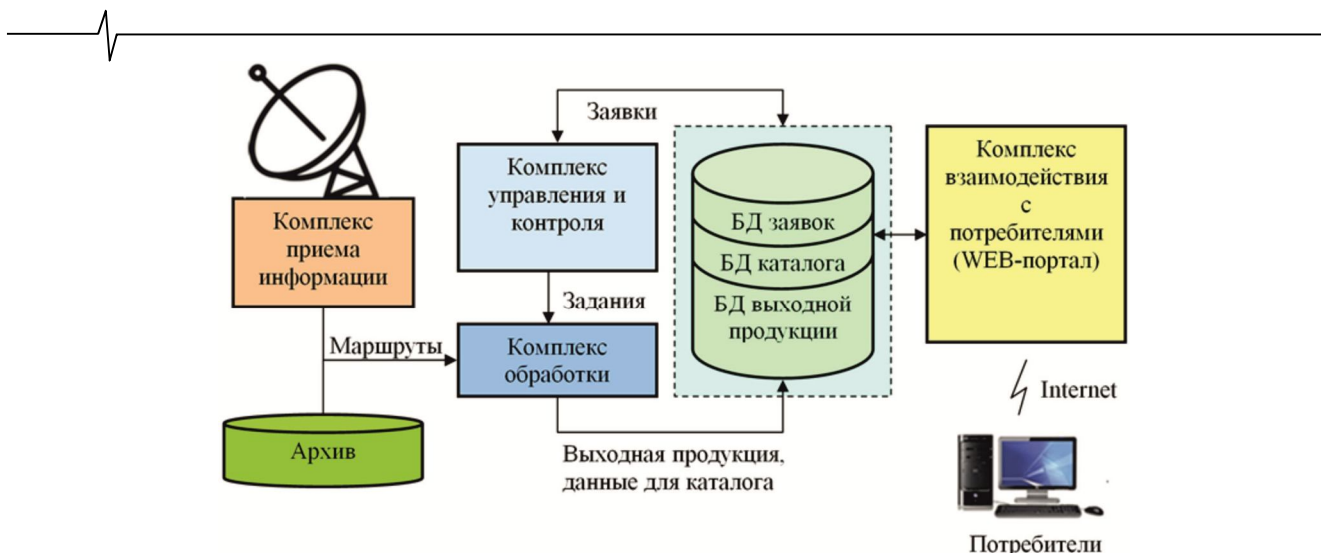 Заявки
Комплекс
управления и
контроля
Комплекс
взаимодействия
с
потребителями
(WEB-портал)
Комплекс
приема
информации
БД заявок
БД каталога
БД выходной
продукции
Задания
Маршруты
Комплекс
обработки
Internet
Архив
Выходная продукция,
данные для каталога
Потребители